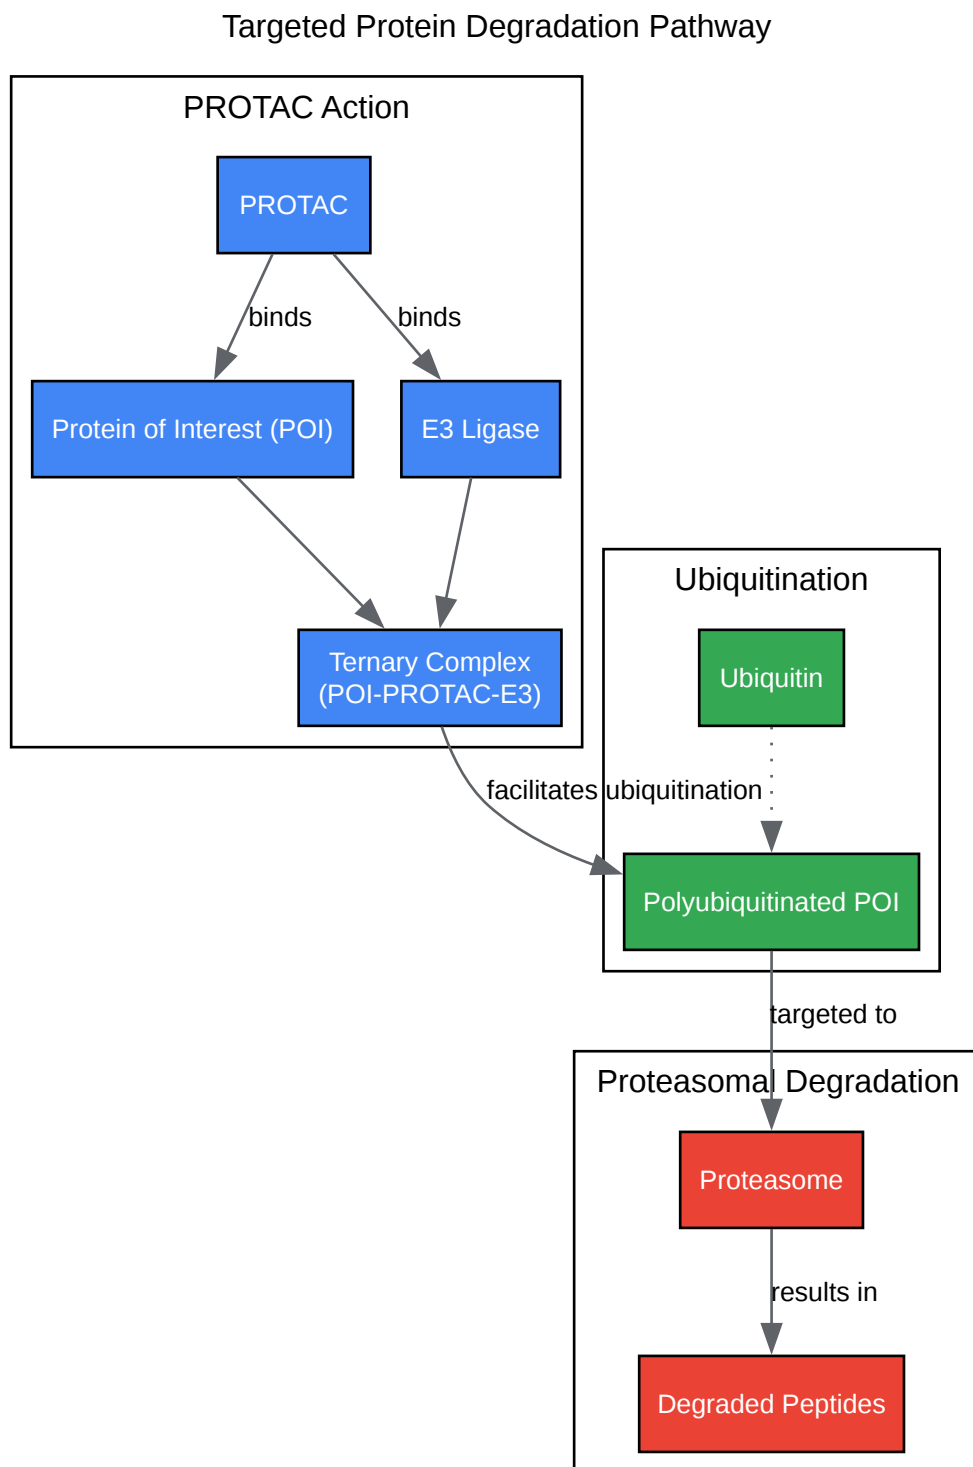 Targeted Protein Degradation Pathway
PROTAC Action
PROTAC
binds
binds
Protein of Interest (POI)
E3 Ligase
Ternary Complex
(POI-PROTAC-E3)
Ubiquitination
Ubiquitin
facilitates ubiquitination
Polyubiquitinated POI
targeted to
Proteasomal Degradation
Proteasome
results in
Degraded Peptides